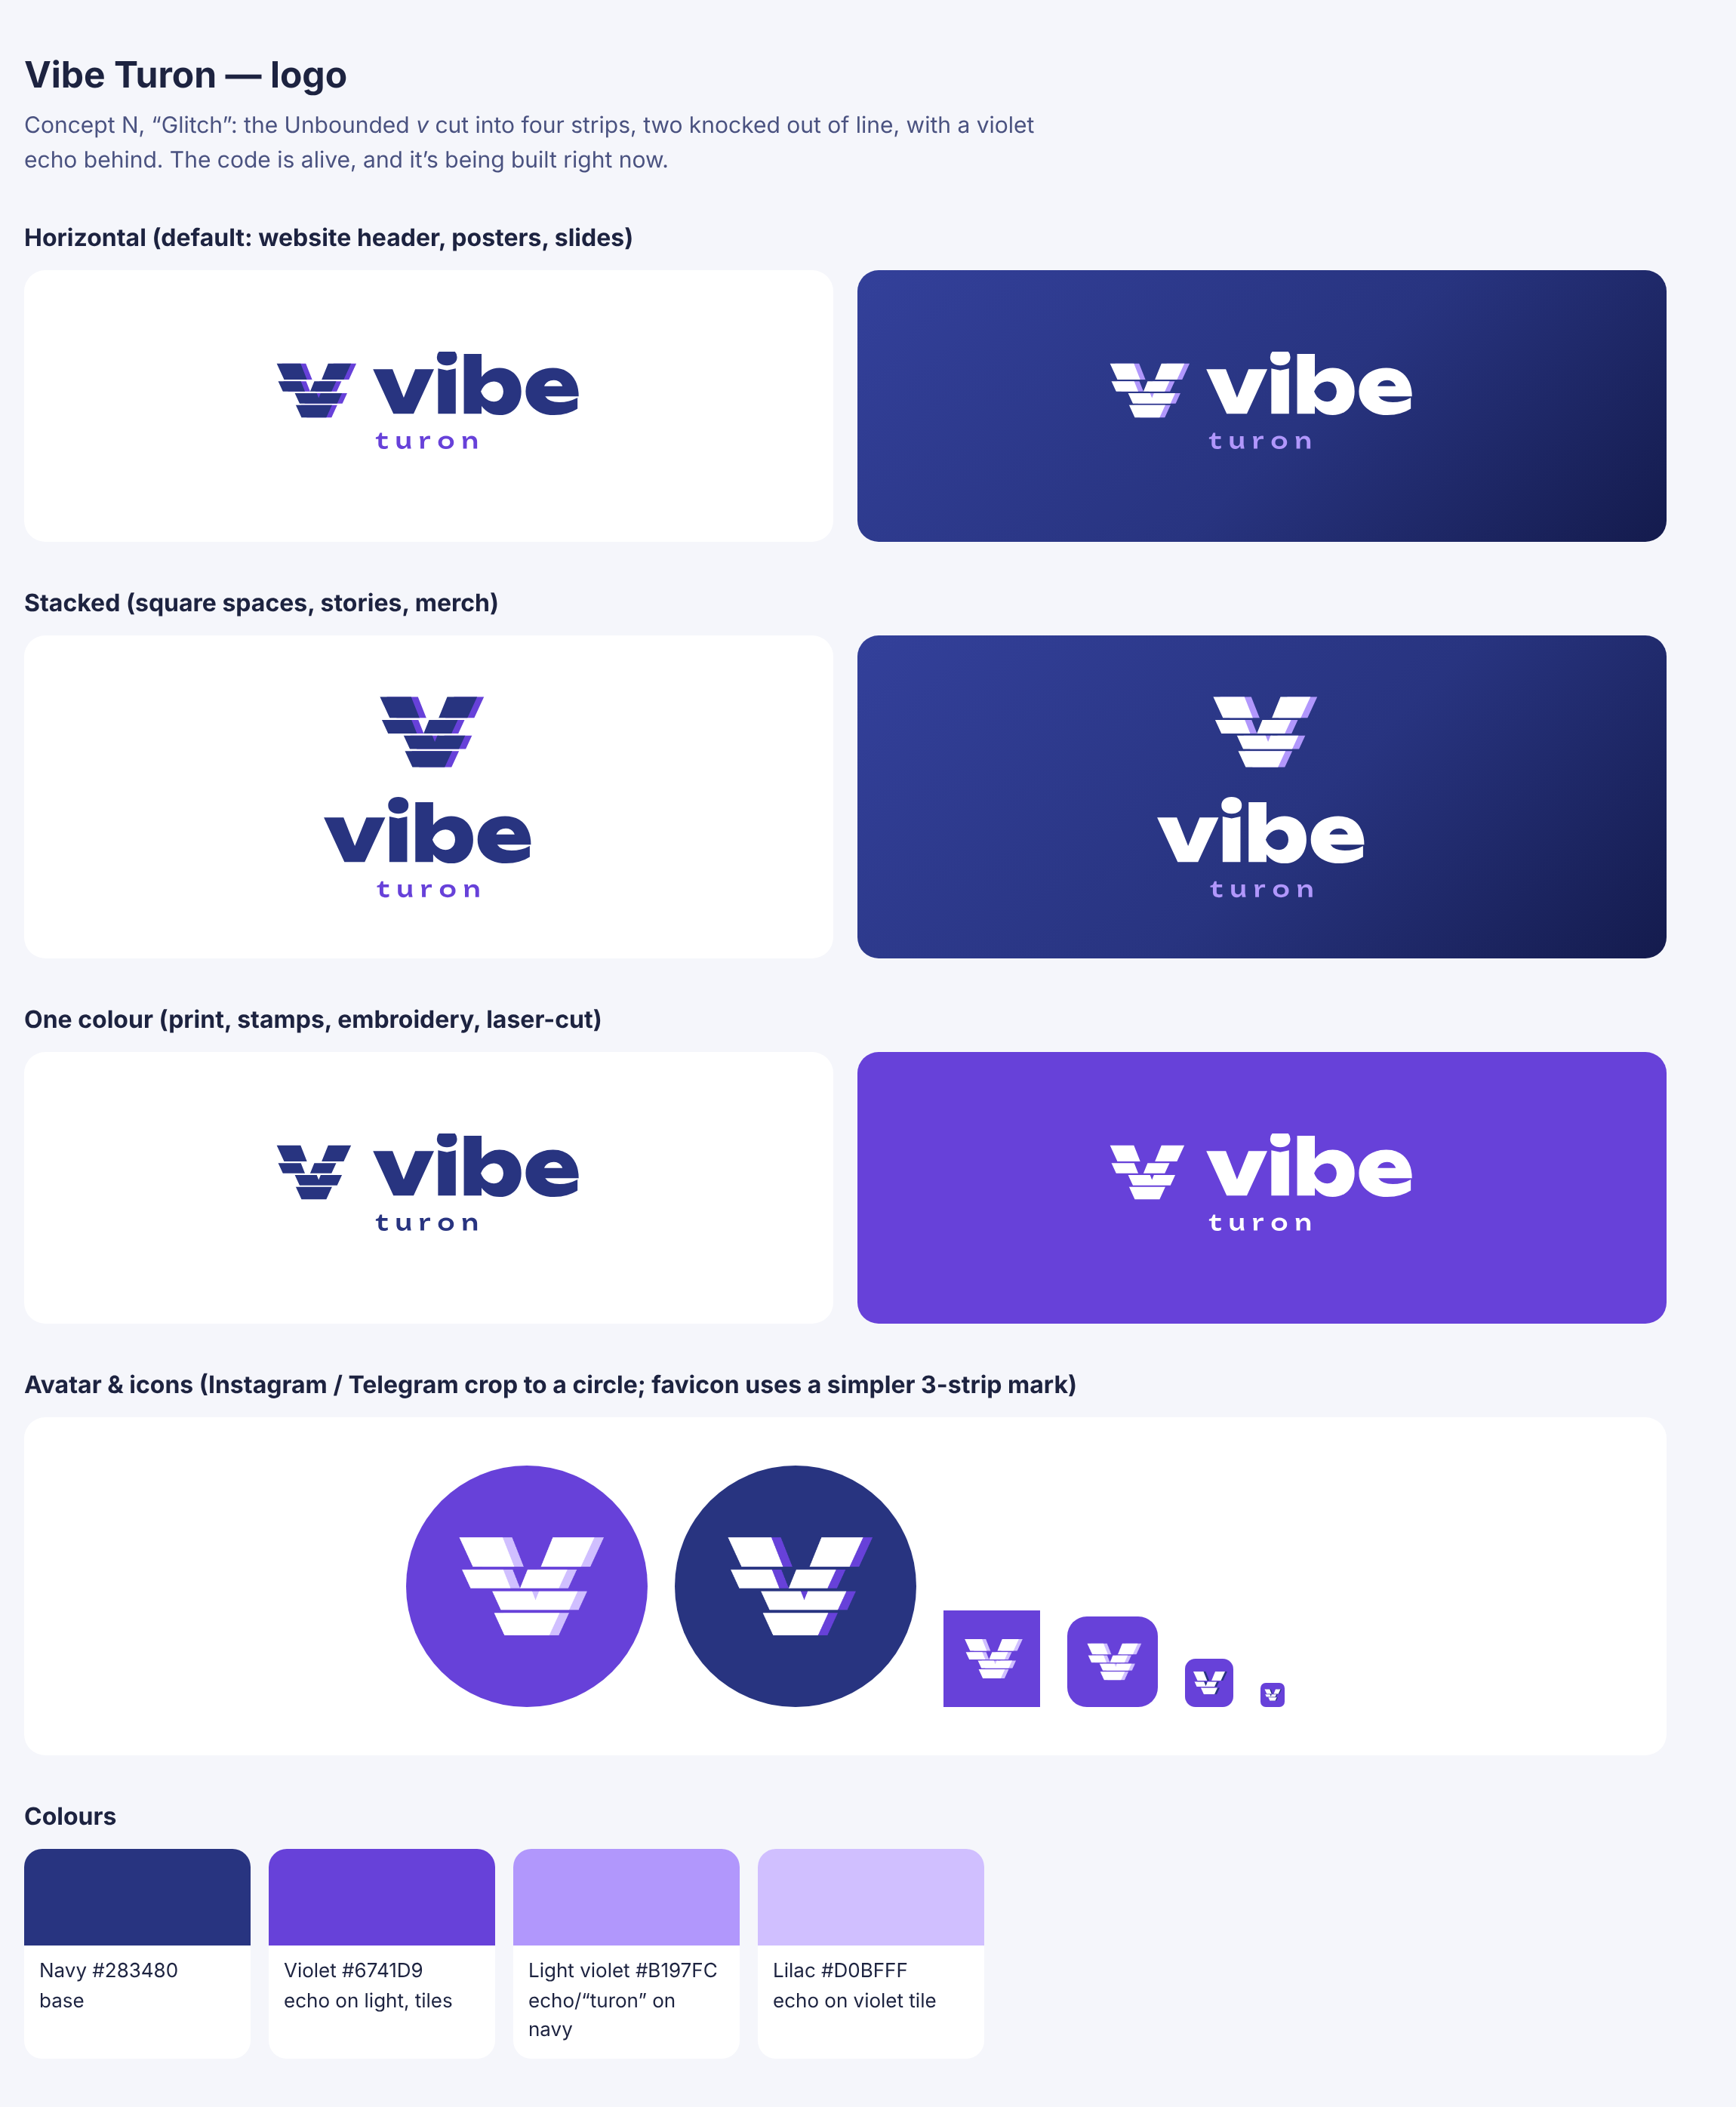 Vibe Turon — logo
Concept N, “Glitch”: the Unbounded v cut into four strips, two knocked out of line, with a violet
echo behind. The code is alive, and it’s being built right now.
Horizontal (default: website header, posters, slides)
vibe
turon
vibe
turon
Stacked (square spaces, stories, merch)
vibe
turon
vibe
turon
One colour (print, stamps, embroidery, laser-cut)
vibe
turon
vibe
turon
Avatar & icons (Instagram / Telegram crop to a circle; favicon uses a simpler 3-strip mark)
Colours
Navy #283480
base
Violet #6741D9
echo on light, tiles
Light violet #B197FC
echo/“turon” on
navy
Lilac #D0BFFF
echo on violet tile